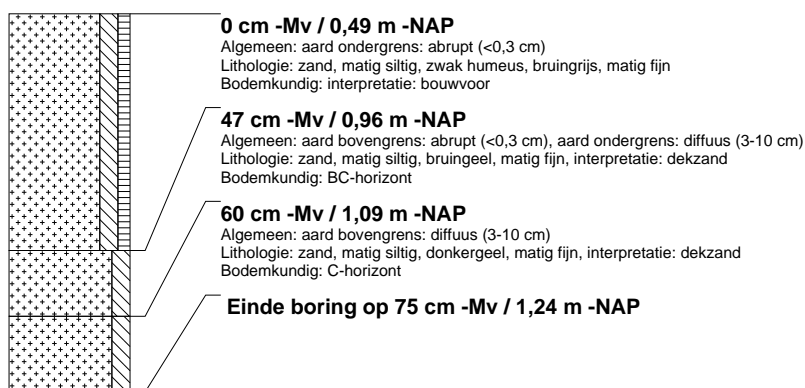 0 cm -Mv / 0,49 m -NAP
Algemeen: aard ondergrens: abrupt (<0,3 cm)
Lithologie: zand, matig siltig, zwak humeus, bruingrijs, matig fijn
Bodemkundig: interpretatie: bouwvoor
47 cm -Mv / 0,96 m -NAP
Algemeen: aard bovengrens: abrupt (<0,3 cm), aard ondergrens: diffuus (3-10 cm)
Lithologie: zand, matig siltig, bruingeel, matig fijn, interpretatie: dekzand
Bodemkundig: BC-horizont
60 cm -Mv / 1,09 m -NAP
Algemeen: aard bovengrens: diffuus (3-10 cm)
Lithologie: zand, matig siltig, donkergeel, matig fijn, interpretatie: dekzand
Bodemkundig: C-horizont
Einde boring op 75 cm -Mv / 1,24 m -NAP